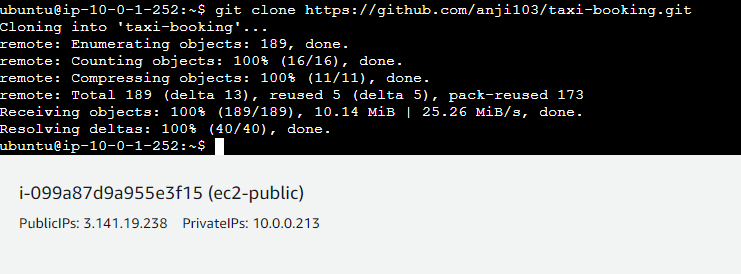 ubuntu@ip-10-0-1-252:~$ git clone https://github.com/anji103/taxi-booking.git
Cloning into 'taxi-booking'...
remote: Enumerating objects: 189, done.
remote: Counting objects: 100% (16/16), done.
remote: Compressing objects: 100% (11/11), done.
remote: Total 189 (delta 13), reused 5 (delta 5), pack-reused 173
Receiving objects: 100% (189/189), 10.14 MiB | 25.26 MiB/s, done.
Resolving deltas: 100% (40/40), done.
ubuntu@ip-10-0-1-252:~$
i-099a87d9a955e3f15 (ec2-public)
PublicIPs: 3.141.19.238 PrivateIPs: 10.0.0.213